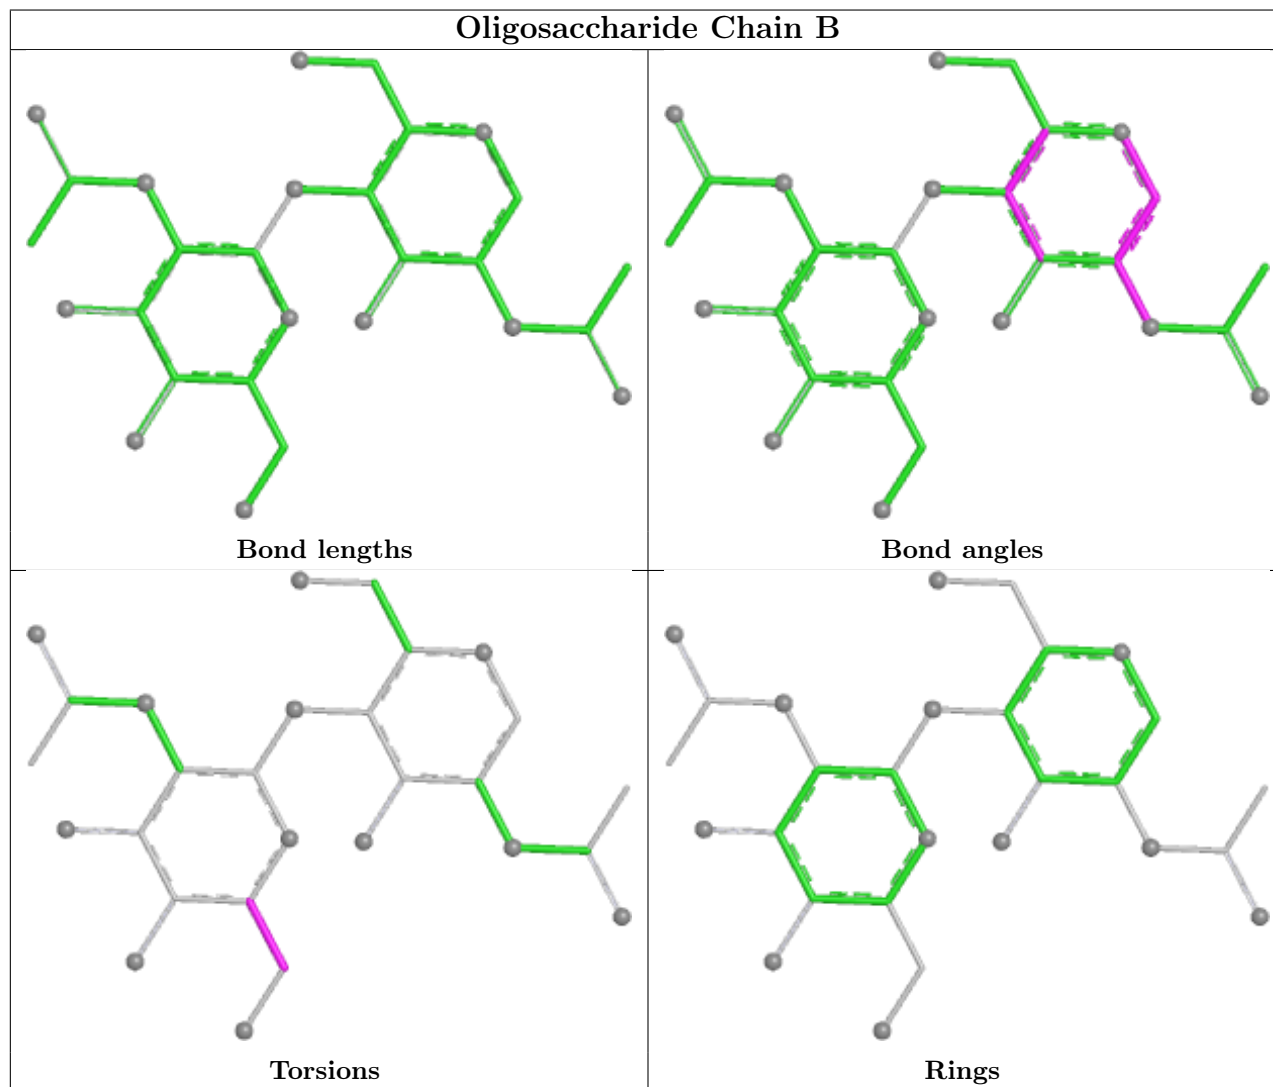 Oligosaccharide Chain B
Bond lengths
Bond angles
Torsions
Rings